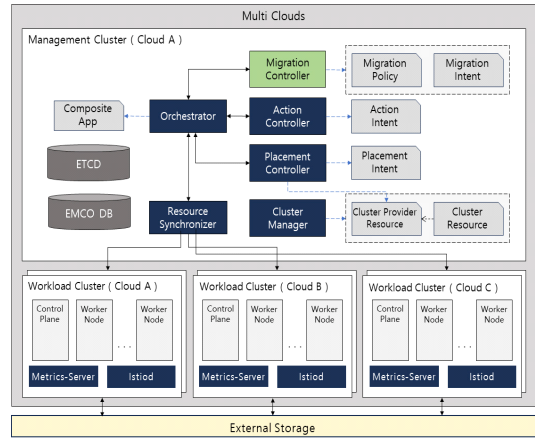 Multi Clouds
Management Cluster ( Cloud A )
Migration
Controller
Migration
Policy
Migration
Intent
Composite
App
Orchestrator
Action
Controller
Action
Intent
ETCD
Placement
Controller
Placement
Intent
EMCO DB
Resource
Synchronizer
Cluster
Manager
Cluster Provider
Resource
Cluster
Resource
Workload Cluster ( Cloud A )
Control
Plane
Worker
Node
Worker
Node
. . .
Metrics-Server
Istiod
Workload Cluster ( Cloud B )
Control
Plane
Worker
Node
Worker
Node
. . .
Metrics-Server
Istiod
Workload Cluster ( Cloud C )
Control
Plane
Worker
Node
Worker
Node
. . .
Metrics-Server
Istiod
External Storage